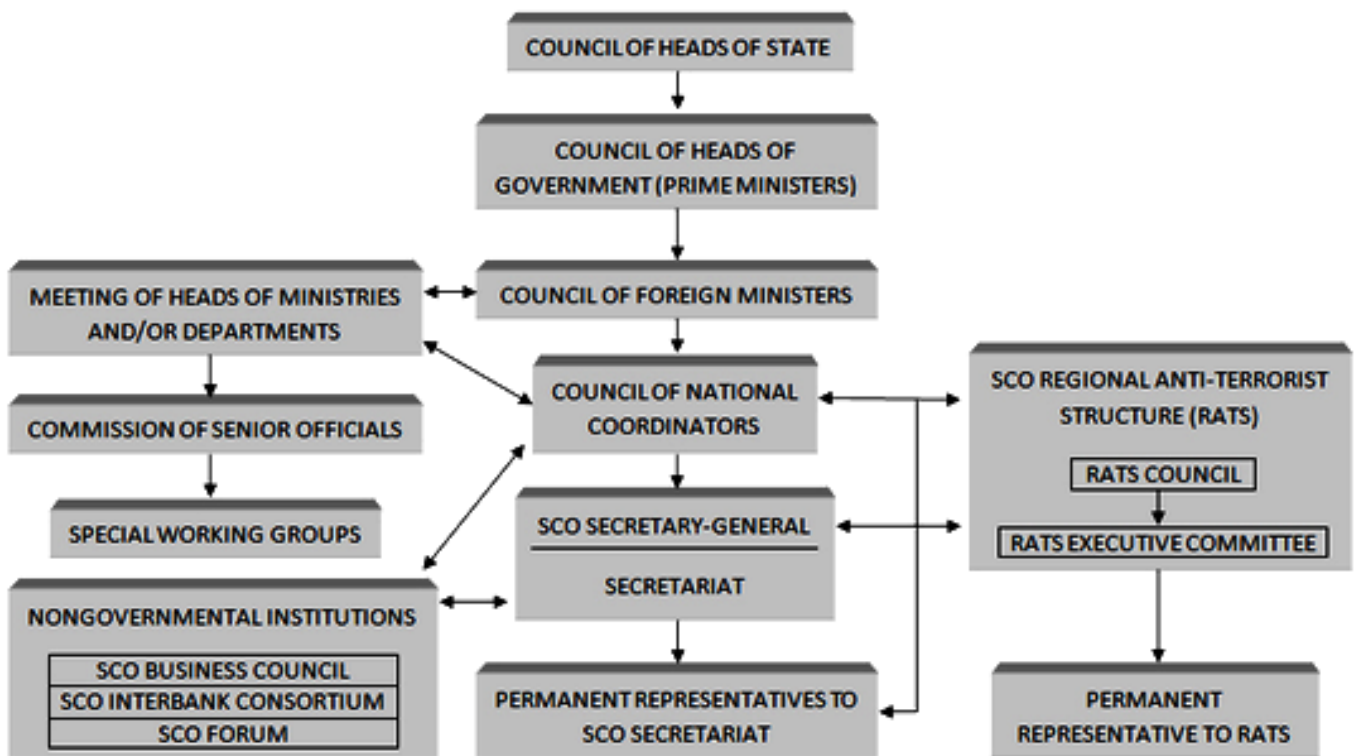 COUNCIL OF HEADS OF STATE
COUNCIL OF HEADS OF
GOVERNMENT (PRIME MINISTERS)
MEETING OF HEADS OF MINISTRIES
AND/OR DEPARTMENTS
COUNCIL OF FOREIGN MINISTERS
COMMISSION OF SENIOR OFFICIALS
COUNCIL OF NATIONAL
COORDINATORS
SCO REGIONAL ANTI-TERRORIST
STRUCTURE (RATS)
RATS COUNCIL
RATS EXECUTIVE COMMITTEE
SPECIAL WORKING GROUPS
SCO SECRETARY-GENERAL
SECRETARIAT
NONGOVERNMENTAL INSTITUTIONS
SCO BUSINESS COUNCIL
SCO INTERBANK CONSORTIUM
SCO FORUM
PERMANENT REPRESENTATIVES TO
SCO SECRETARIAT
PERMANENT
REPRESENTATIVE TO RATS